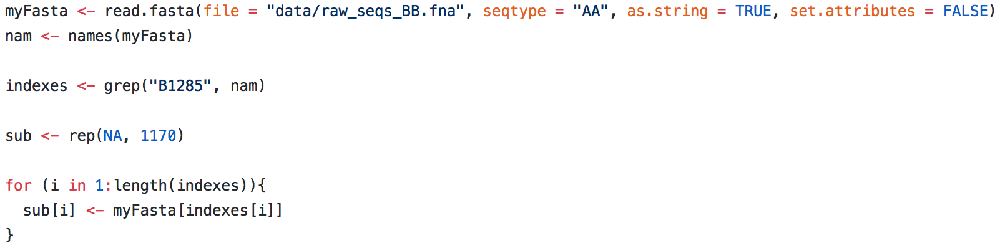 myFasta <- read.fasta(file = "data/raw_seqs_BB.fna", seqtype = "AA", as.string = TRUE, set.attributes = FALSE)
nam <- names(myFasta)
indexes <- grep("B1285", nam)
sub <- rep(NA, 1170)
for (i in 1:length(indexes)){
  sub[i] <- myFasta[indexes[i]]
}